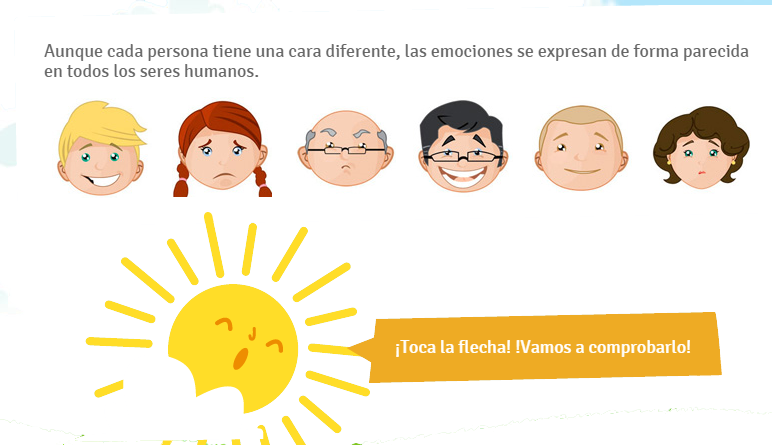 Aunque cada persona tiene una cara diferente, las emociones se expresan de forma parecida
en todos los seres humanos.
¡Toca la flecha! !Vamos a comprobarlo!